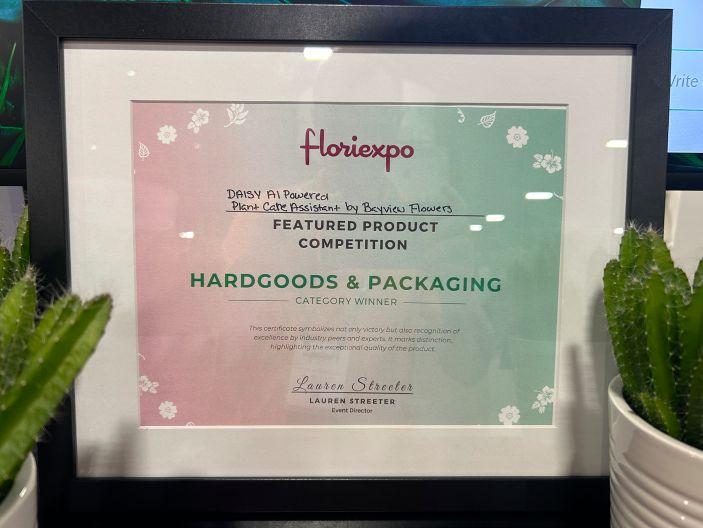 floriexpo
DAISY AI Powered
Plant Care Assistant by Bayview Flowers
FEATURED PRODUCT
COMPETITION
HARDGOODS & PACKAGING
CATEGORY WINNER
This certificate symbolizes not only victory but also recognition of
excellence by industry peers and experts. It marks distinction,
highlighting the exceptional quality of the product.
Lauren Streeter
LAUREN STREETER
Event Director